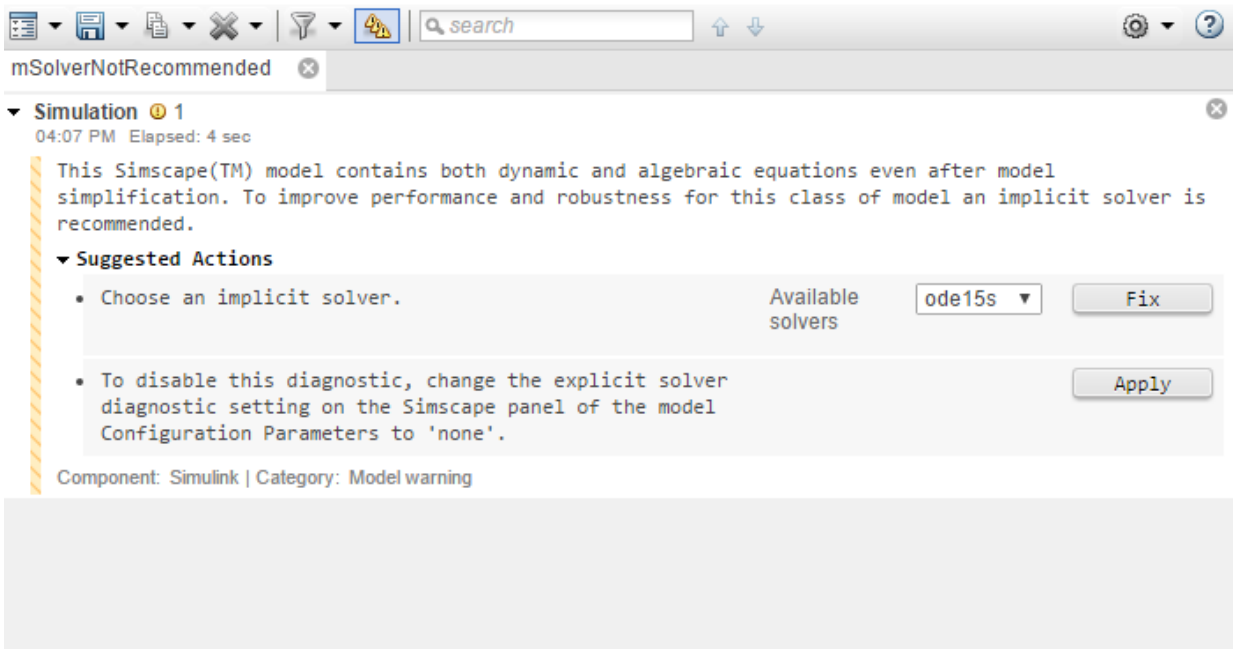 search
mSolverNotRecommended
Simulation 1
04:07 PM Elapsed: 4 sec
This Simscape(TM) model contains both dynamic and algebraic equations even after model
simplification. To improve performance and robustness for this class of model an implicit solver is
recommended.
Suggested Actions
• Choose an implicit solver.
Available
solvers
ode15s
Fix
• To disable this diagnostic, change the explicit solver
diagnostic setting on the Simscape panel of the model
Configuration Parameters to 'none'.
Apply
Component: Simulink | Category: Model warning